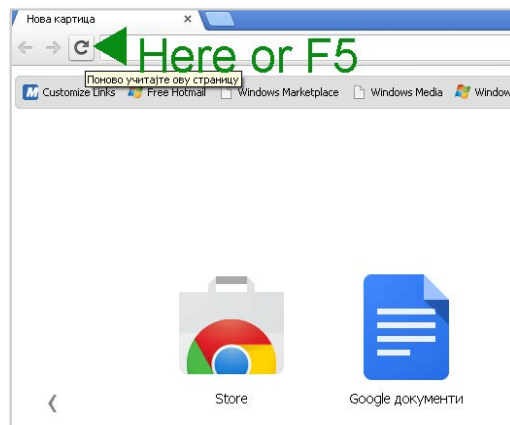 Нова картица
Here or F5
Поново учитајте ову страницу
Customize Links Free Hotmail Windows Marketplace Windows Media Window
Store Google документи